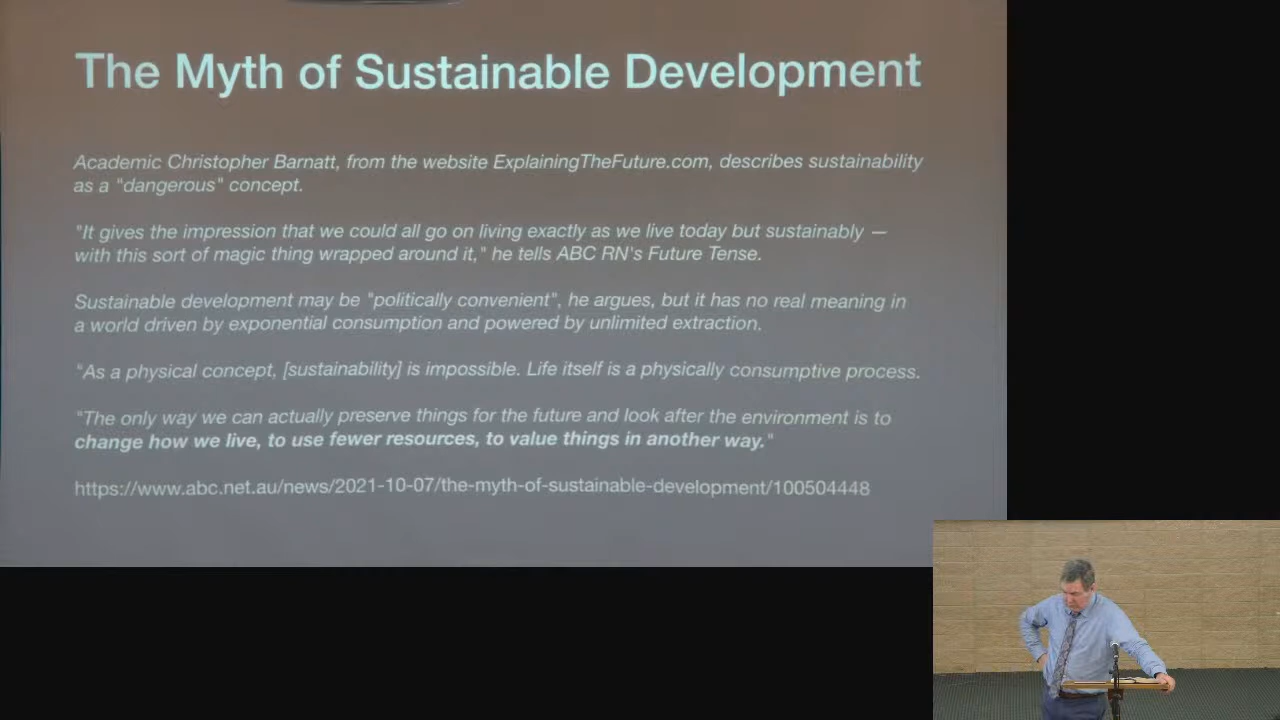 The Myth of Sustainable Development
Academic Christopher Barnatt, from the website ExplainingTheFuture.com, describes sustainability
as a "dangerous" concept.
"It gives the impression that we could all go on living exactly as we live today but sustainably —
with this sort of magic thing wrapped around it," he tells ABC RN's Future Tense.
Sustainable development may be "politically convenient", he argues, but it has no real meaning in
a world driven by exponential consumption and powered by unlimited extraction.
"As a physical concept, [sustainability] is impossible. Life itself is a physically consumptive process.
"The only way we can actually preserve things for the future and look after the environment is to
change how we live, to use fewer resources, to value things in another way."
https://www.abc.net.au/news/2021-10-07/the-myth-of-sustainable-development/100504448